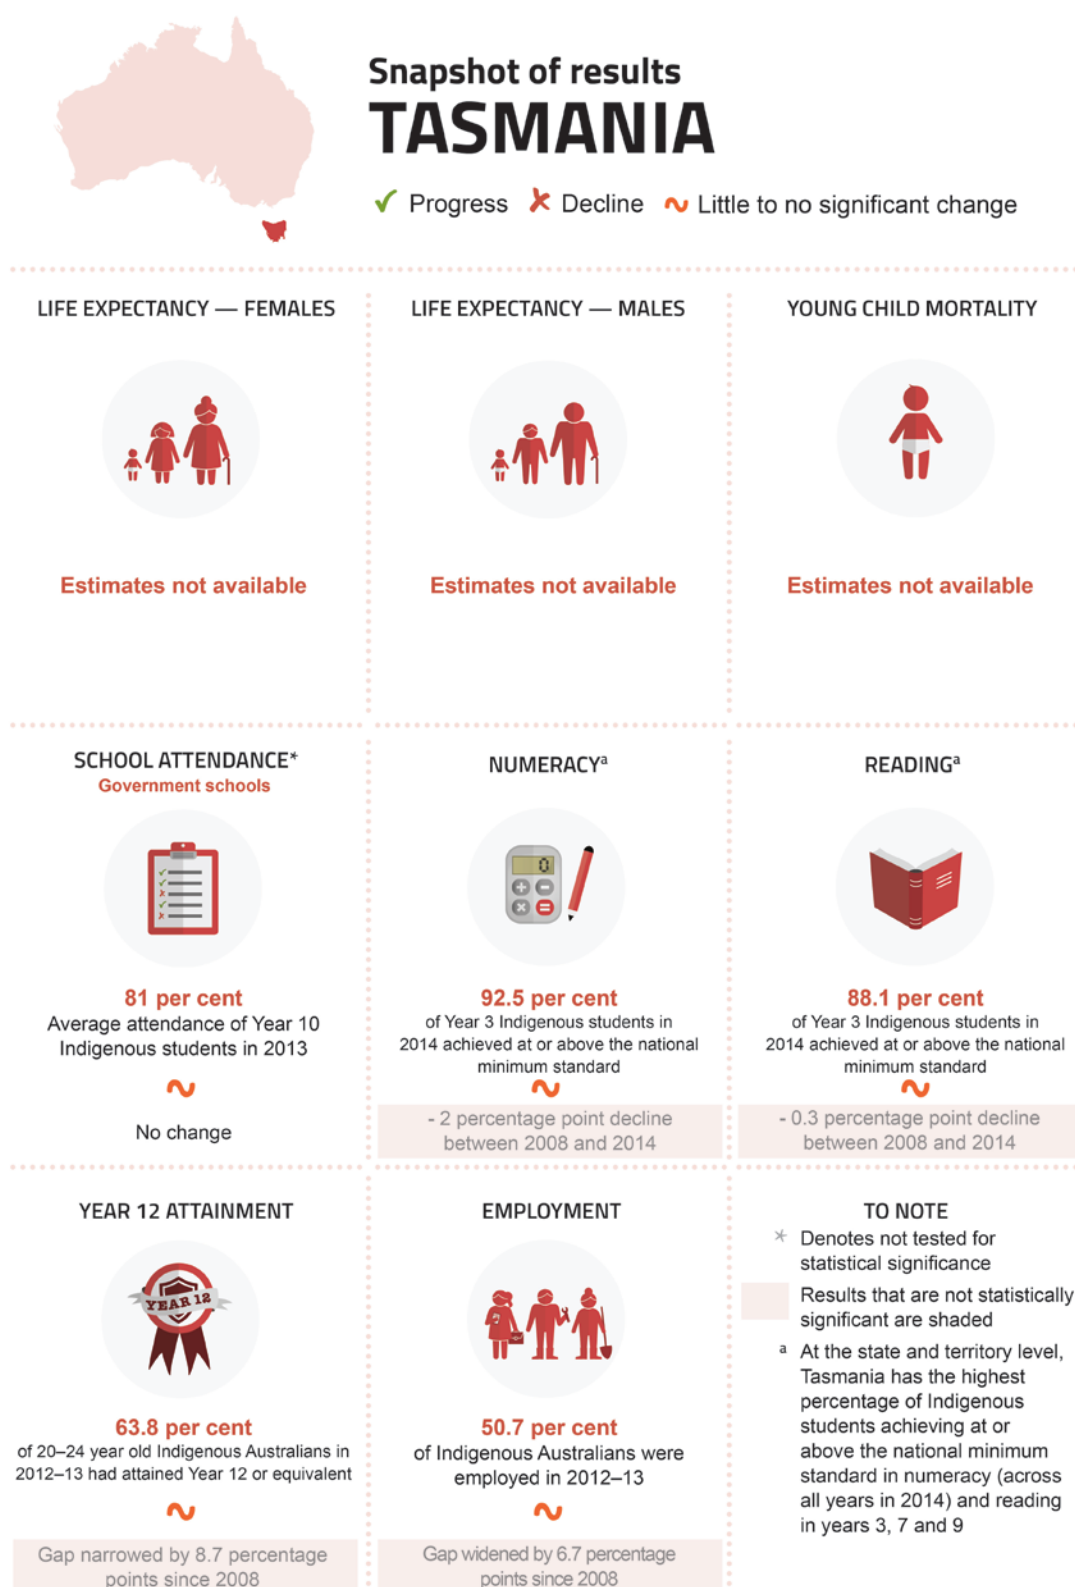 Snapshot of results
TASMANIA
Progress Decline Little to no significant change
LIFE EXPECTANCY — FEMALES
Estimates not available
LIFE EXPECTANCY — MALES
Estimates not available
YOUNG CHILD MORTALITY
Estimates not available
SCHOOL ATTENDANCE*
Government schools
81 per cent
Average attendance of Year 10
Indigenous students in 2013
No change
NUMERACYᵃ
0
92.5 per cent
of Year 3 Indigenous students in
2014 achieved at or above the national
minimum standard
- 2 percentage point decline
between 2008 and 2014
READINGᵃ
88.1 per cent
of Year 3 Indigenous students in
2014 achieved at or above the national
minimum standard
- 0.3 percentage point decline
between 2008 and 2014
YEAR 12 ATTAINMENT
YEAR 12
63.8 per cent
of 20–24 year old Indigenous Australians in
2012–13 had attained Year 12 or equivalent
Gap narrowed by 8.7 percentage
points since 2008
EMPLOYMENT
50.7 per cent
of Indigenous Australians were
employed in 2012–13
Gap widened by 6.7 percentage
points since 2008
TO NOTE
* Denotes not tested for
statistical significance
Results that are not statistically
significant are shaded
ᵃ At the state and territory level,
Tasmania has the highest
percentage of Indigenous
students achieving at or
above the national minimum
standard in numeracy (across
all years in 2014) and reading
in years 3, 7 and 9